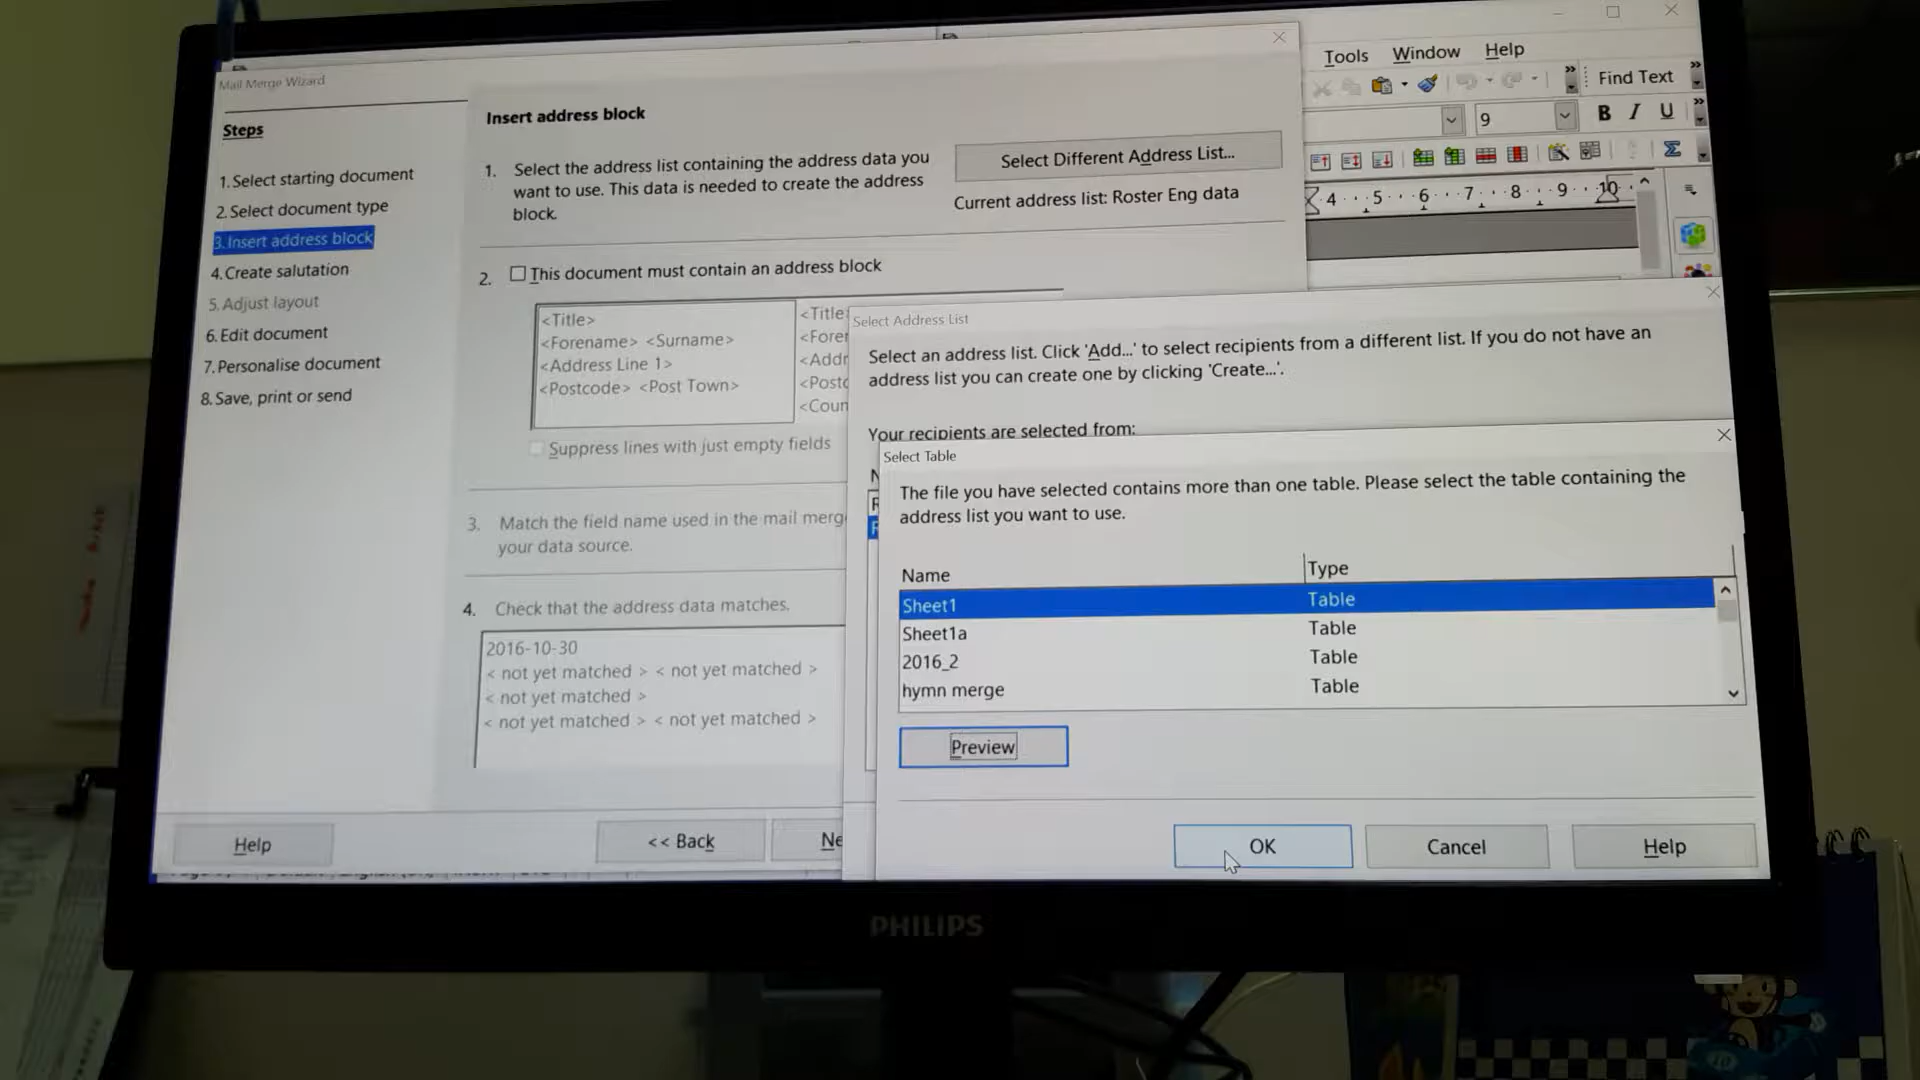 Mail Merge Wizard
Steps
1. Select starting document
2. Select document type
3. Insert address block
4. Create salutation
5. Adjust layout
6. Edit document
7. Personalise document
8. Save, print or send
Help
Insert address block
1. Select the address list containing the address data you
want to use. This data is needed to create the address
block.
Select Different Address List...
Current address list: Roster Eng data
2. This document must contain an address block
<Title>
<Forename> <Surname>
<Address Line 1>
<Postcode> <Post Town>
<Title
<Forer
<Addr
<Postc
<Coun
Suppress lines with just empty fields
3. Match the field name used in the mail merg
your data source.
4. Check that the address data matches.
2016-10-30
< not yet matched > < not yet matched >
< not yet matched >
< not yet matched > < not yet matched >
<< Back
Ne
Tools Window Help
Find Text
9
B I U
4 5 6 7 8 9 10
Select Address List
Select an address list. Click 'Add...' to select recipients from a different list. If you do not have an
address list you can create one by clicking 'Create...'.
Your recipients are selected from:
Select Table
The file you have selected contains more than one table. Please select the table containing the
address list you want to use.
Name Type
Sheet1 Table
Sheet1a Table
2016_2 Table
hymn merge Table
Preview
OK Cancel Help
PHILIPS